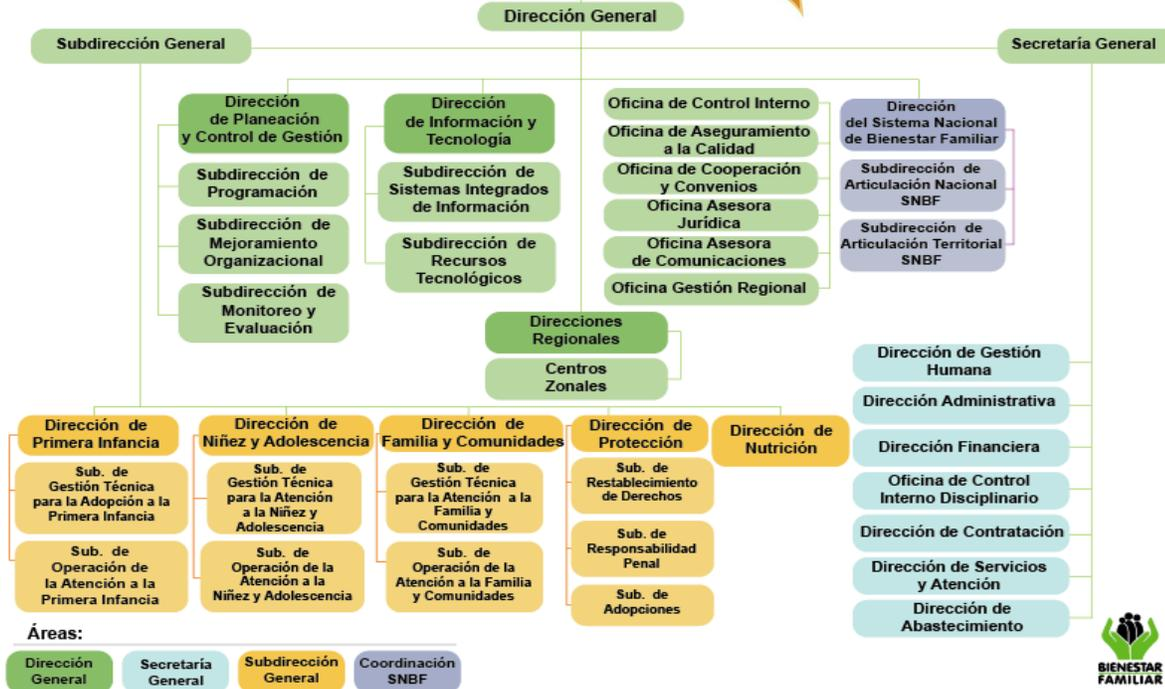 Dirección General
Subdirección General
Secretaría General
Dirección
de Planeación
y Control de Gestión
Subdirección de
Programación
Subdirección de
Mejoramiento
Organizacional
Subdirección de
Monitoreo y
Evaluación
Dirección
de Información y
Tecnología
Subdirección de
Sistemas Integrados
de Información
Subdirección de
Recursos
Tecnológicos
Oficina de Control Interno
Oficina de Aseguramiento
a la Calidad
Oficina de Cooperación
y Convenios
Oficina Asesora
Jurídica
Oficina Asesora
de Comunicaciones
Oficina Gestión Regional
Dirección
del Sistema Nacional
de Bienestar Familiar
Subdirección de
Articulación Nacional
SNBF
Subdirección de
Articulación Territorial
SNBF
Direcciones
Regionales
Centros
Zonales
Dirección de
Primera Infancia
Sub. de
Gestión Técnica
para la Adopción a la
Primera Infancia
Sub. de
Operación de
la Atención a la
Primera Infancia
Dirección de
Niñez y Adolescencia
Sub. de
Gestión Técnica
para la Atención
a la Niñez y
Adolescencia
Sub. de
Operación de la
Atención a la
Niñez y Adolescencia
Dirección de
Familia y Comunidades
Sub. de
Gestión Técnica
para la Atención a la
Familia y
Comunidades
Sub. de
Operación de la
Atención a la Familia
y Comunidades
Dirección de
Protección
Sub. de
Restablecimiento
de Derechos
Sub. de
Responsabilidad
Penal
Sub. de
Adopciones
Dirección de
Nutrición
Dirección de Gestión
Humana
Dirección Administrativa
Dirección Financiera
Oficina de Control
Interno Disciplinario
Dirección de Contratación
Dirección de Servicios
y Atención
Dirección de
Abastecimiento
Áreas:
Dirección
General
Secretaría
General
Subdirección
General
Coordinación
SNBF
BIENESTAR
FAMILIAR